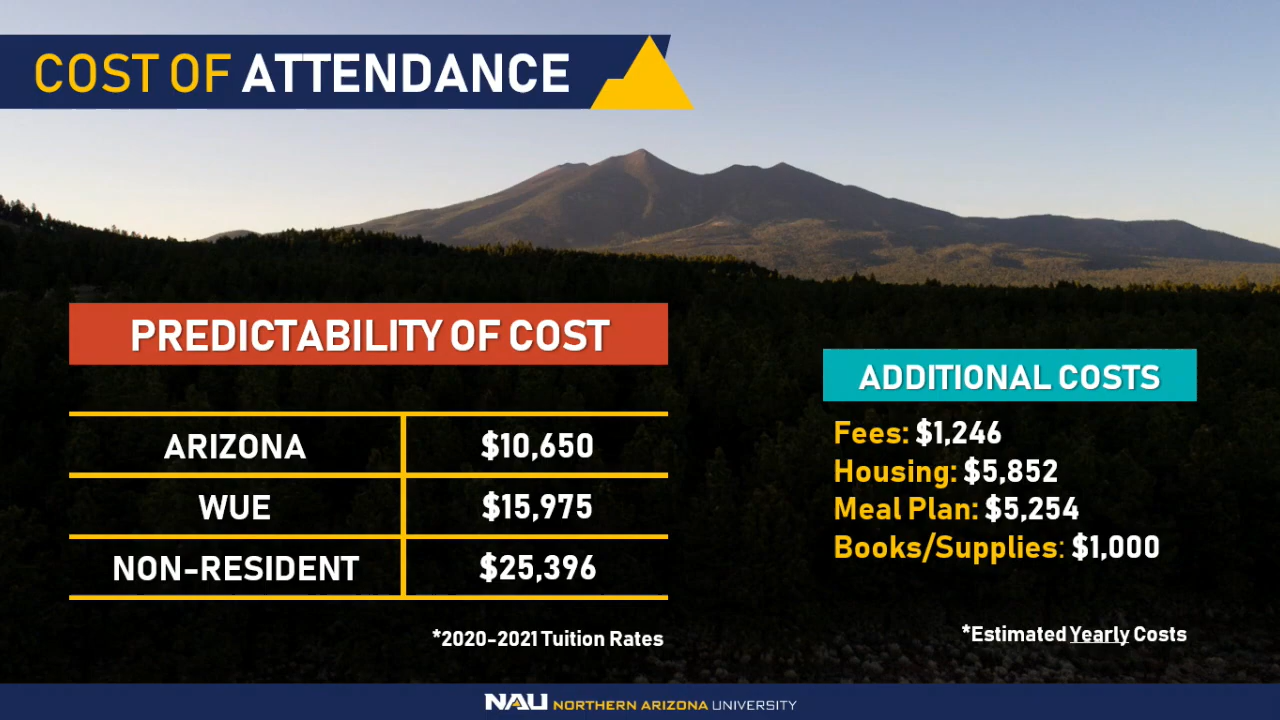 COST OF ATTENDANCE
PREDICTABILITY OF COST
ARIZONA $10,650
WUE $15,975
NON-RESIDENT $25,396
*2020-2021 Tuition Rates
ADDITIONAL COSTS
Fees: $1,246
Housing: $5,852
Meal Plan: $5,254
Books/Supplies: $1,000
*Estimated Yearly Costs
NAU NORTHERN ARIZONA UNIVERSITY